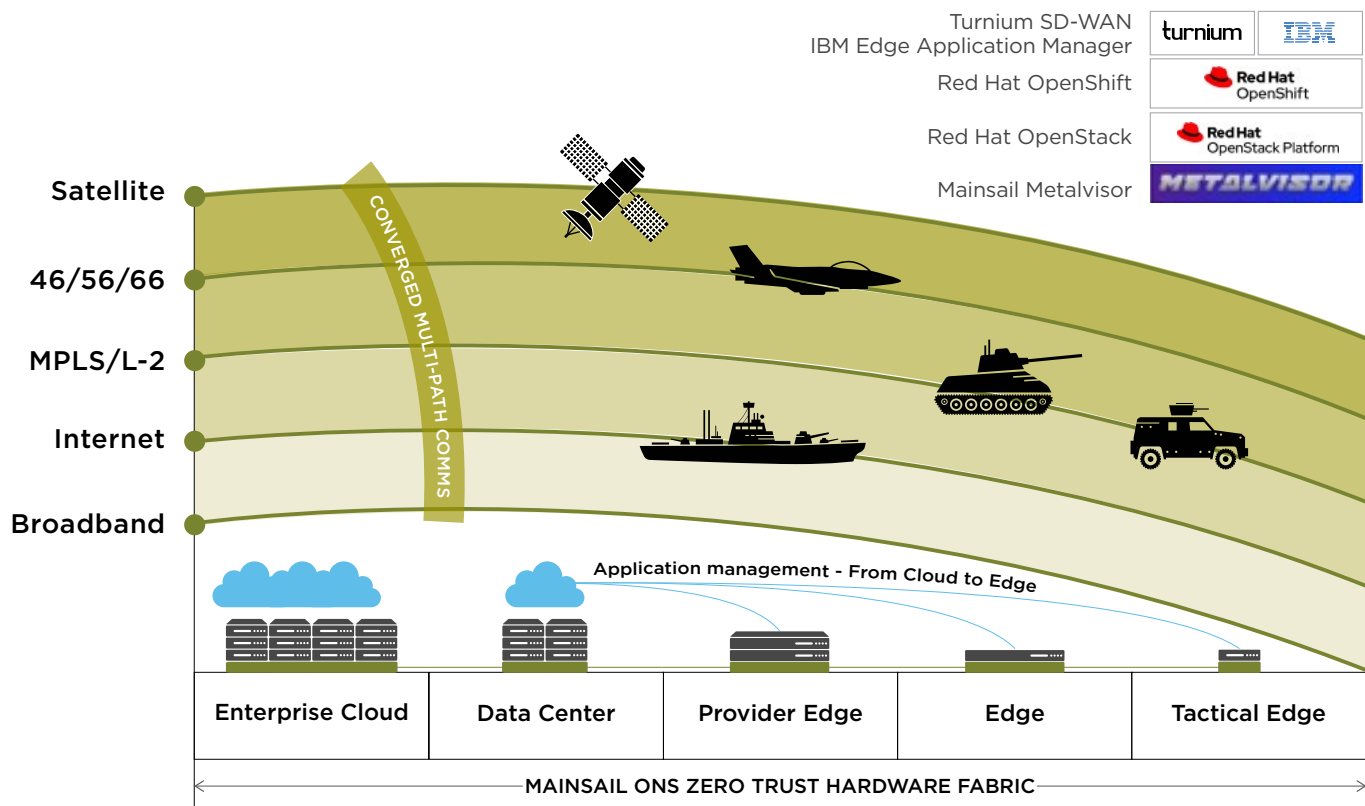 Turnium SD-WAN
IBM Edge Application Manager
turnium
IBM
Red Hat OpenShift
Red Hat
OpenShift
Red Hat OpenStack
Red Hat
OpenStack Platform
Mainsail Metalvisor
METALVISOR
Satellite
46/56/66
MPLS/L-2
Internet
Broadband
CONVERGED MULTI-PATH COMMS
Application management - From Cloud to Edge
Enterprise Cloud
Data Center
Provider Edge
Edge
Tactical Edge
MAINSAIL ONS ZERO TRUST HARDWARE FABRIC